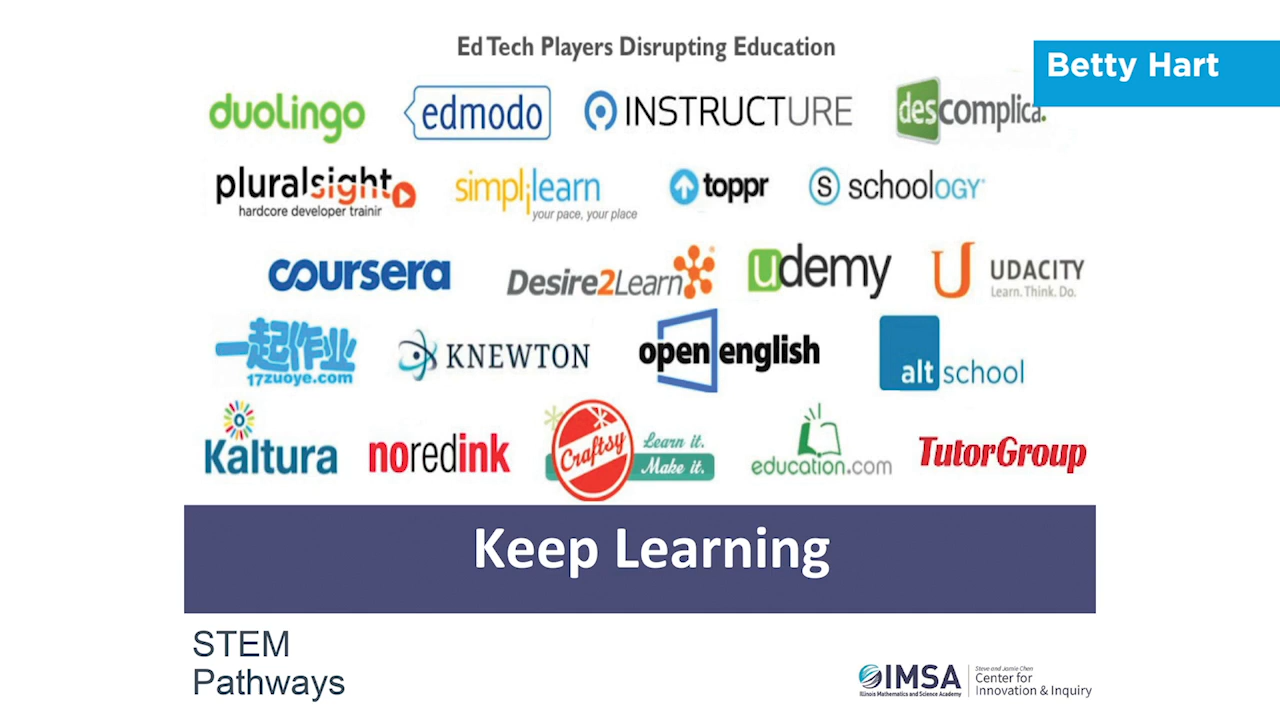 Ed Tech Players Disrupting Education
Betty Hart
duolingo
edmodo
INSTRUCTURE
descomplica.
pluralsight
hardcore developer trainir
simplilearn
your pace, your place
toppr
S schoology
coursera
Desire2Learn
udemy
U UDACITY
Learn. Think. Do.
一起作业
17zuoye.com
KNEWTON
open english
alt school
Kaltura
noredink
Craftsy
Learn it.
Make it.
education.com
TutorGroup
Keep Learning
STEM
Pathways
IMSA
Illinois Mathematics and Science Academy
Steve and Jamie Chen
Center for
Innovation & Inquiry